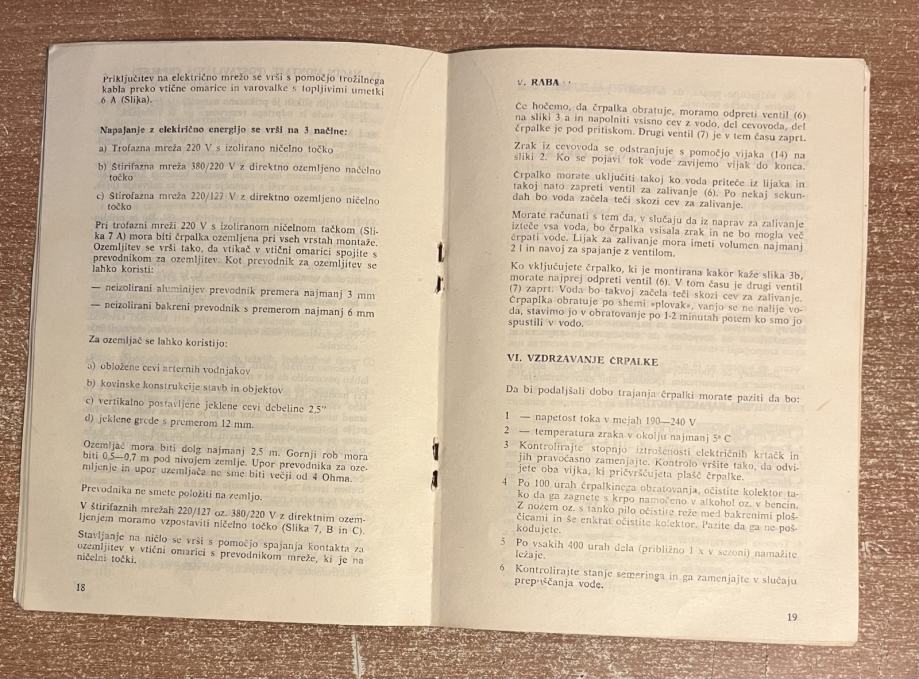 Priključitev na električno mrežo se vrši s pomočjo trožilnega
kabla preko vtične omarice in varovalke s topljivimi umetki
6 A (Slika).
Napajanje z električno energijo se vrši na 3 načine:
a) Trofazna mreža 220 V s izolirano ničelno točko
b) Štirifazna mreža 380/220 V z direktno ozemljeno načelno
točko
c) Štirofazna mreža 220/127 V z direktno ozemljeno ničelno
točko
Pri trofazni mreži 220 V s izoliranom ničelnom tačkom (Sli-
ka 7 A) mora biti črpalka ozemljena pri vseh vrstah montaže.
Ozemljitev se vrši tako, da vtikač v vtični omarici spojite s
prevodnikom za ozemljitev. Kot prevodnik za ozemljitev se
lahko koristi:
— neizolirani aluminijev prevodnik premera najmanj 3 mm
— neizolirani bakreni prevodnik s premerom najmanj 6 mm
Za ozemljač se lahko koristijo:
a) obložene cevi arternih vodnjakov
b) kovinske konstrukcije stavb in objektov
c) vertikalno postavljene jeklene cevi debeline 2,5"
d) jeklene grede s premerom 12 mm.
Ozemljač mora biti dolg najmanj 2,5 m. Gornji rob mora
biti 0,5—0,7 m pod nivojem zemlje. Upor prevodnika za oze-
mljenje in upor uzemljača ne sme biti večji od 4 Ohma.
Prevodnika ne smete položiti na zemljo.
V štirifaznih mrežah 220/127 oz. 380/220 V z direktnim ozem-
ljenjem moramo vzpostaviti ničelno točko (Slika 7, B in C).
Stavljanje na ničlo se vrši s pomočjo spajanja kontakta za
ozemljitev v vtični omarici s prevodnikom mreže, ki je na
ničelni točki.
18
V. RABA
Če hočemo, da črpalka obratuje, moramo odpreti ventil (6)
na sliki 3 a in napolniti vsisno cev z vodo, del cevovoda, del
črpalke je pod pritiskom. Drugi ventil (7) je v tem času zaprt.
Zrak iz cevovoda se odstranjuje s pomočjo vijaka (14) na
sliki 2. Ko se pojavi tok vode zavijemo vijak do konca.
Črpalko morate uključiti takoj ko voda priteče iz lijaka in
takoj nato zapreti ventil za zalivanje (6). Po nekaj sekun-
dah bo voda začela teči skozi cev za zalivanje.
Morate računati s tem da, v slučaju da iz naprav za zalivanje
izteče vsa voda, bo črpalka vsisala zrak in ne bo mogla več
črpati vode. Lijak za zalivanje mora imeti volumen najmanj
2 l in navoj za spajanje z ventilom.
Ko vključujete črpalko, ki je montirana kakor kaže slika 3b,
morate najprej odpreti ventil (6). V tom času je drugi ventil
(7) zaprt. Voda bo takvoj začela teči skozi cev za zalivanje.
Črpaplka obratuje po shemi »plovak«, vanjo se ne nalije vo-
da, stavimo jo v obratovanje po 1-2 minutah potem ko smo jo
spustili v vodo.
VI. VZDRŽAVANJE ČRPALKE
Da bi podaljšali dobo trajanja črpalki morate paziti da bo:
1 — napetost toka v mejah 190—240 V
2 — temperatura zraka v okolju najmanj 5º C
3 Kontrolirajte stopnjo iztrošenosti električnih krtačk in
jih pravočasno zamenjajte. Kontrolo vršite tako, da odvi-
jete oba vijka, ki pričvrščujeta plašč črpalke.
4 Po 100 urah črpalkinega obratovanja, očistite kolektor ta-
ko da ga zagnete s krpo namočeno v alkohol oz. v bencin.
Z nozem oz. s tanko pilo očistite reže med bakrenimi ploš-
čicami in še enkrat očistite kolektor. Pazite da ga ne poš-
kodujete.
5 Po vsakih 400 urah dela (približno 1 x v sezoni) namažite
ležaje.
6 Kontrolirajte stanje semeringa in ga zamenjajte v slučaju
prepuščanja vode.
19